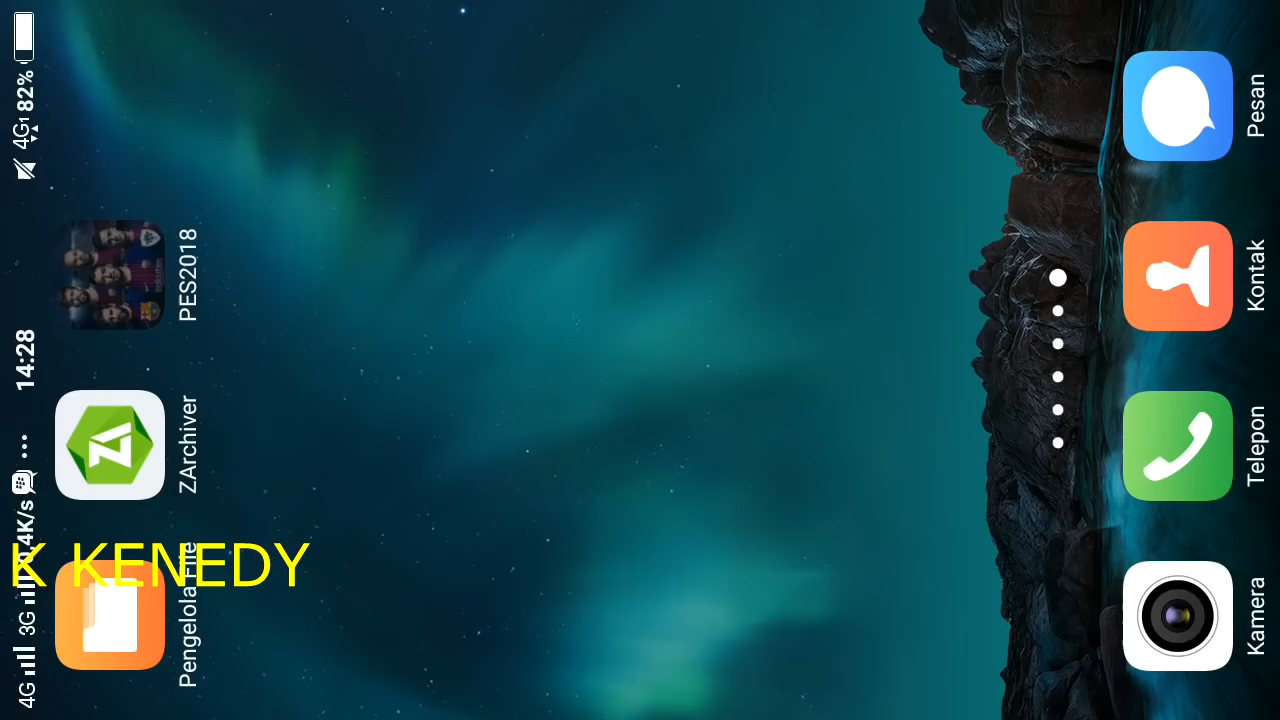 4G 3G 14:28 4G 82%
K KENEDY
Pengelola File
ZArchiver
PES2018
Kamera
Telepon
Kontak
Pesan